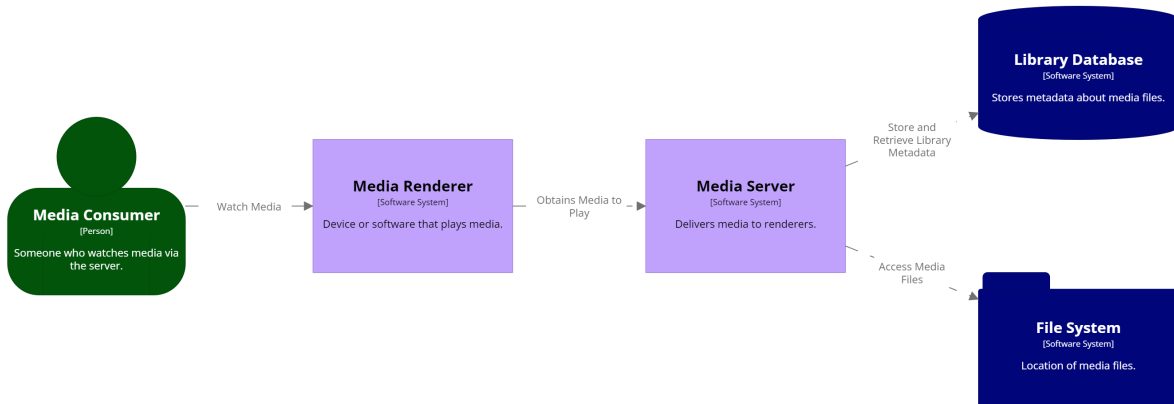 Media Consumer
[Person]
Someone who watches media via
the server.
Watch Media
Media Renderer
[Software System]
Device or software that plays media.
Obtains Media to
Play
Media Server
[Software System]
Delivers media to renderers.
Store and
Retrieve Library
Metadata
Library Database
[Software System]
Stores metadata about media files.
Access Media
Files
File System
[Software System]
Location of media files.